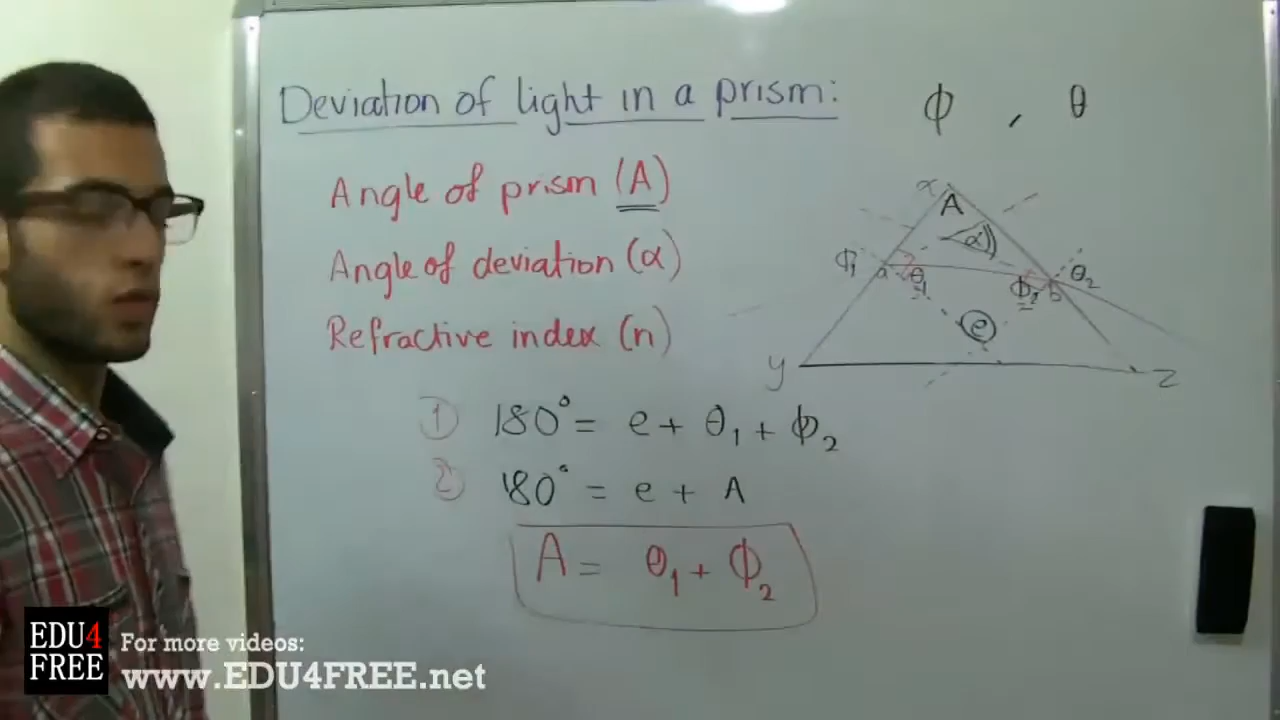 Deviation of light in a prism:
ϕ , θ
Angle of prism (A)
Angle of deviation (α)
Refractive index (n)
x
A
α
ϕ1
a
θ1
ϕ2
b
θ2
e
y
z
① 180° = e + θ1 + ϕ2
② 180° = e + A
A = θ1 + ϕ2
EDU4
FREE
For more videos:
www.EDU4FREE.net